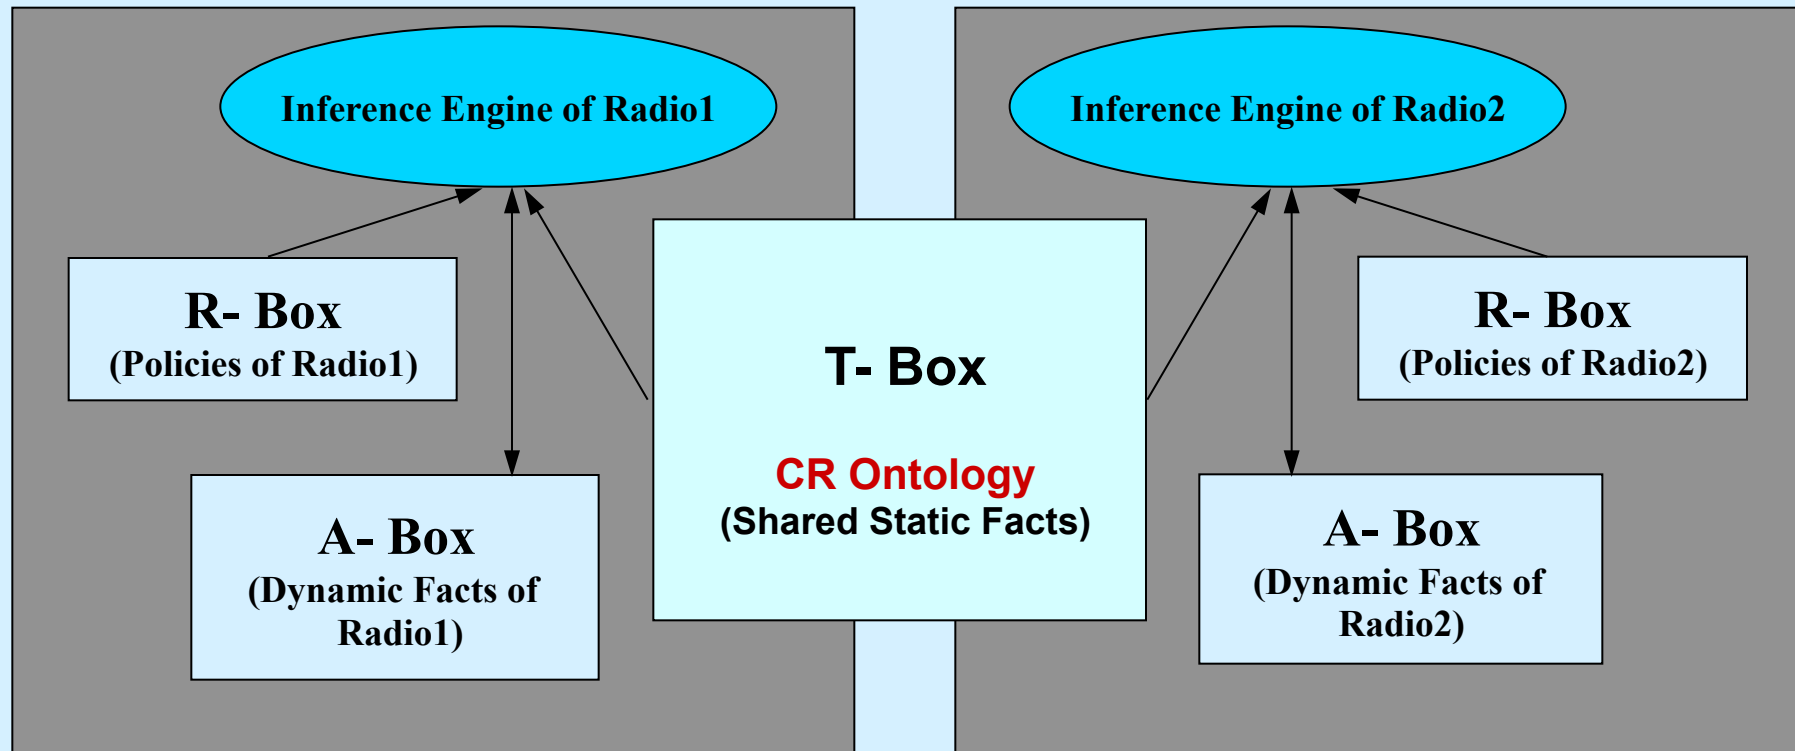 Inference Engine of Radio1
Inference Engine of Radio2
R- Box
(Policies of Radio1)
A- Box
(Dynamic Facts of
Radio1)
T- Box
CR Ontology
(Shared Static Facts)
R- Box
(Policies of Radio2)
A- Box
(Dynamic Facts of
Radio2)